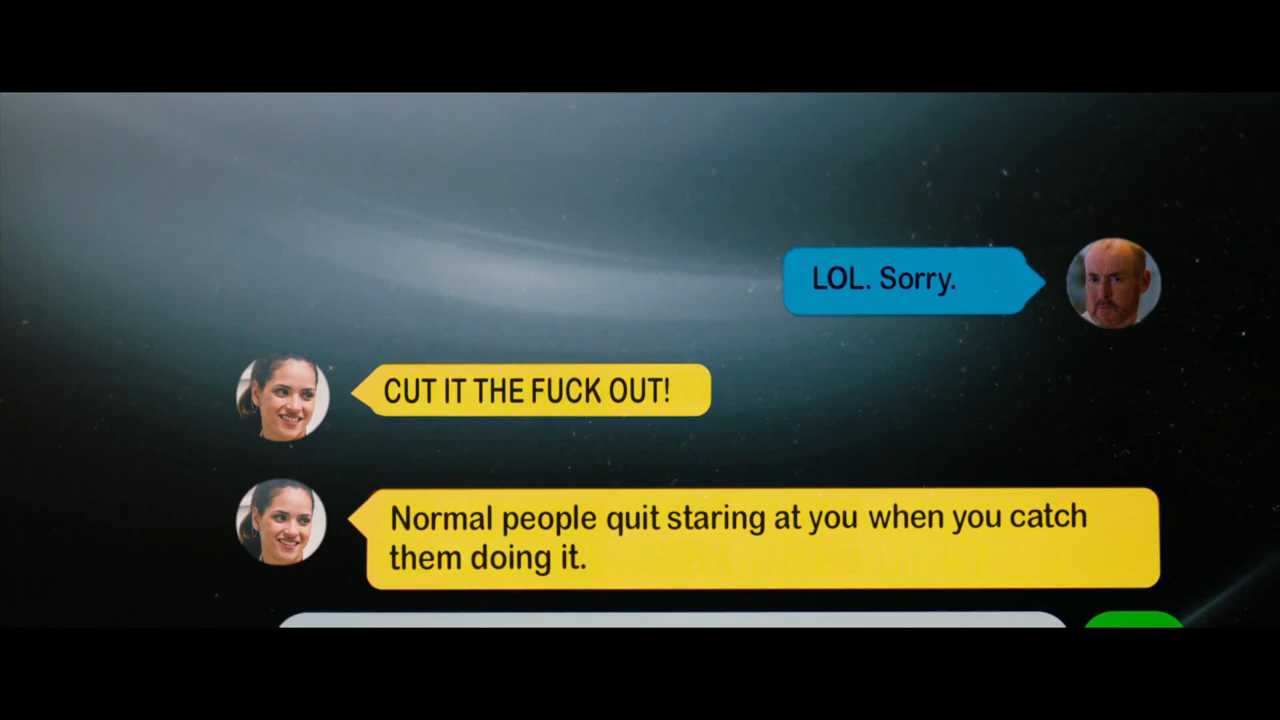 LOL. Sorry.
CUT IT THE FUCK OUT!
Normal people quit staring at you when you catch
them doing it.